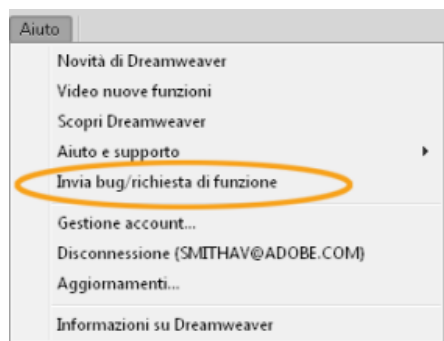 Aiuto
Novità di Dreamweaver
Video nuove funzioni
Scopri Dreamweaver
Aiuto e supporto
Invia bug/richiesta di funzione
Gestione account...
Disconnessione (SMITHAV@ADOBE.COM)
Aggiornamenti...
Informazioni su Dreamweaver